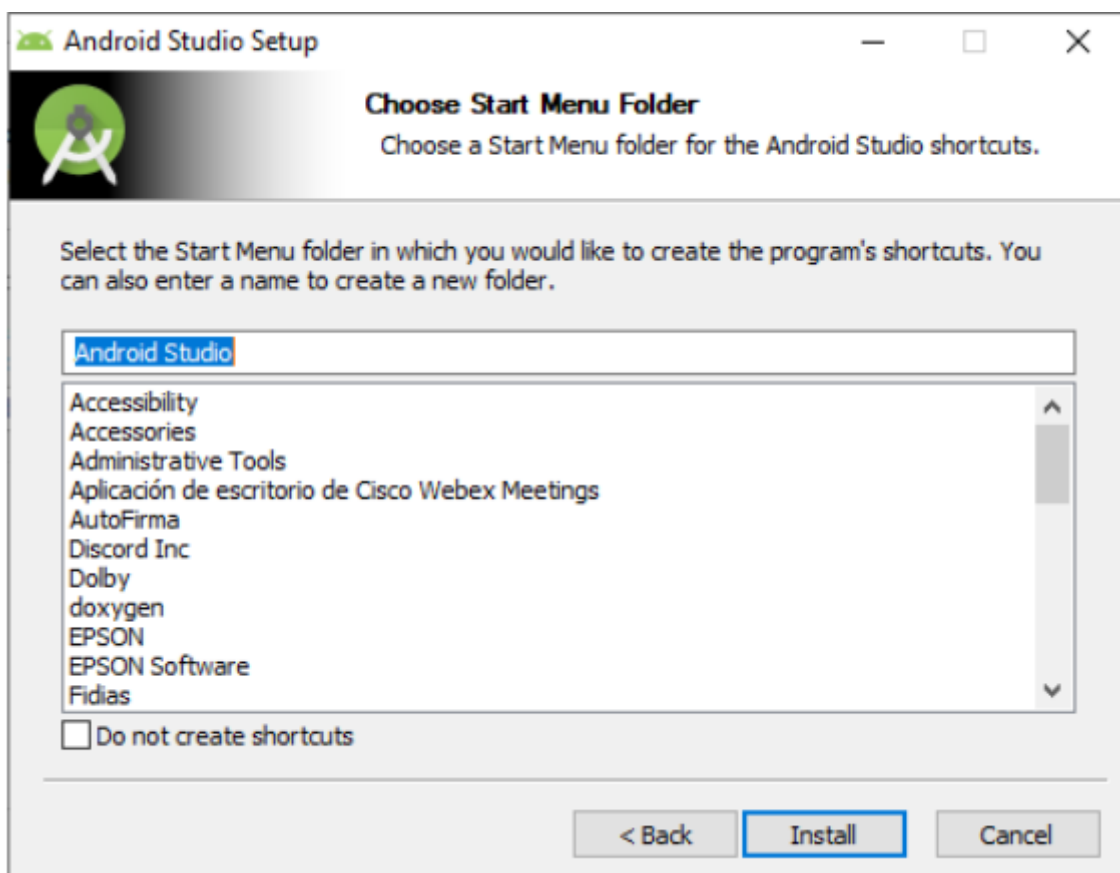 Android Studio Setup
Choose Start Menu Folder
Choose a Start Menu folder for the Android Studio shortcuts.
Select the Start Menu folder in which you would like to create the program's shortcuts. You
can also enter a name to create a new folder.
Android Studio
Accessibility
Accessories
Administrative Tools
Aplicación de escritorio de Cisco Webex Meetings
AutoFirma
Discord Inc
Dolby
doxygen
EPSON
EPSON Software
Fidias
Do not create shortcuts
< Back Install Cancel